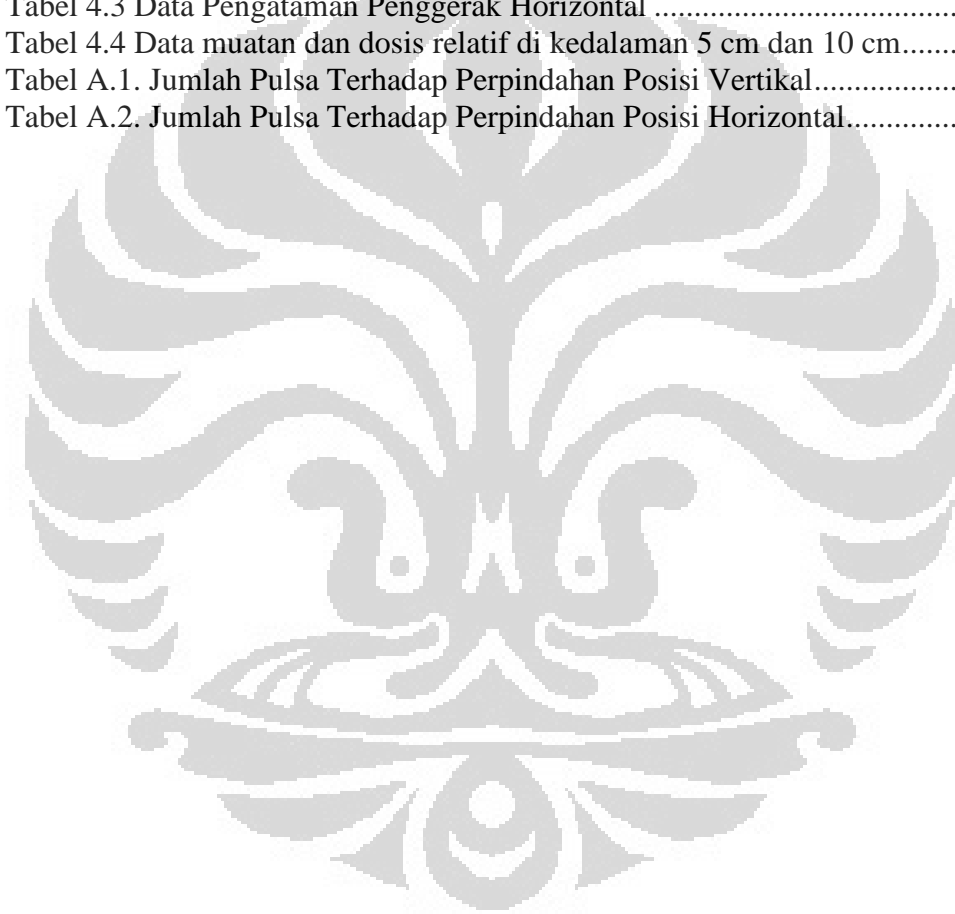 Tabel 4.3 Data Pengataman Penggerak Horizontal ......................................
Tabel 4.4 Data muatan dan dosis relatif di kedalaman 5 cm dan 10 cm.......
Tabel A.1. Jumlah Pulsa Terhadap Perpindahan Posisi Vertikal..................
Tabel A.2. Jumlah Pulsa Terhadap Perpindahan Posisi Horizontal..............